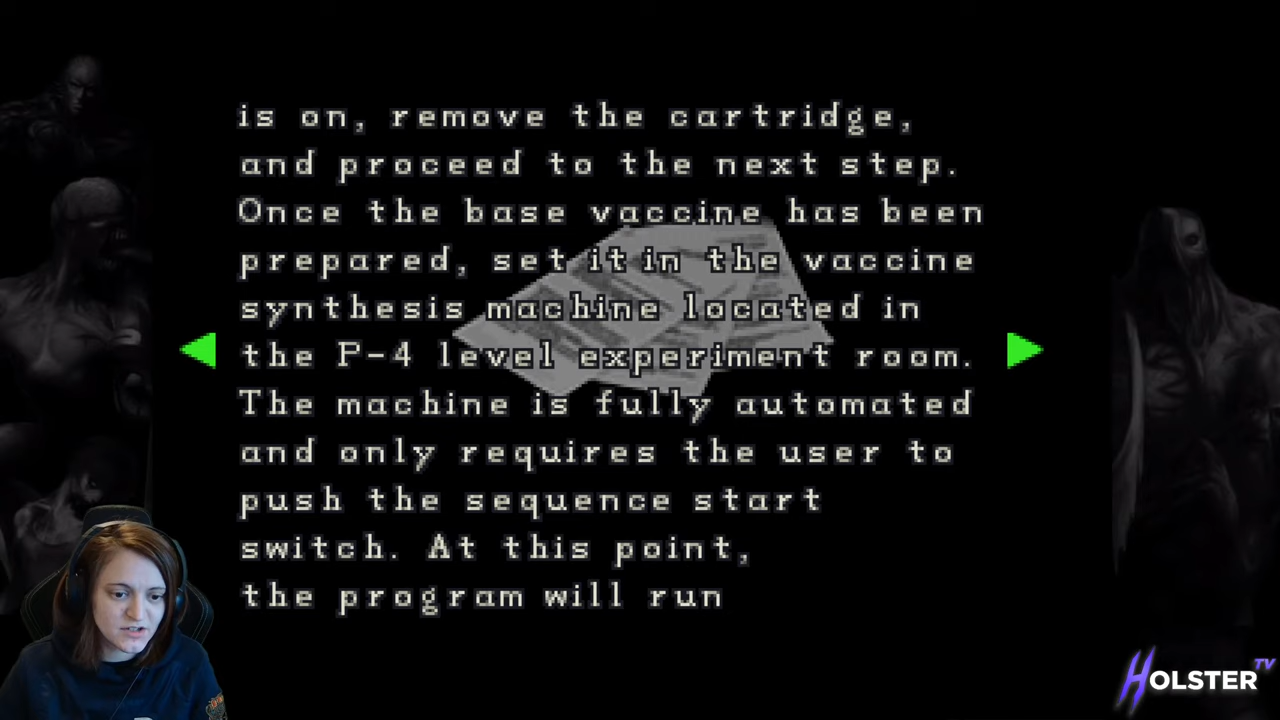 is on, remove the cartridge,
and proceed to the next step.
Once the base vaccine has been
prepared, set it in the vaccine
synthesis machine located in
the P-4 level experiment room.
The machine is fully automated
and only requires the user to
push the sequence start
switch. At this point,
the program will run
HOLSTER TV